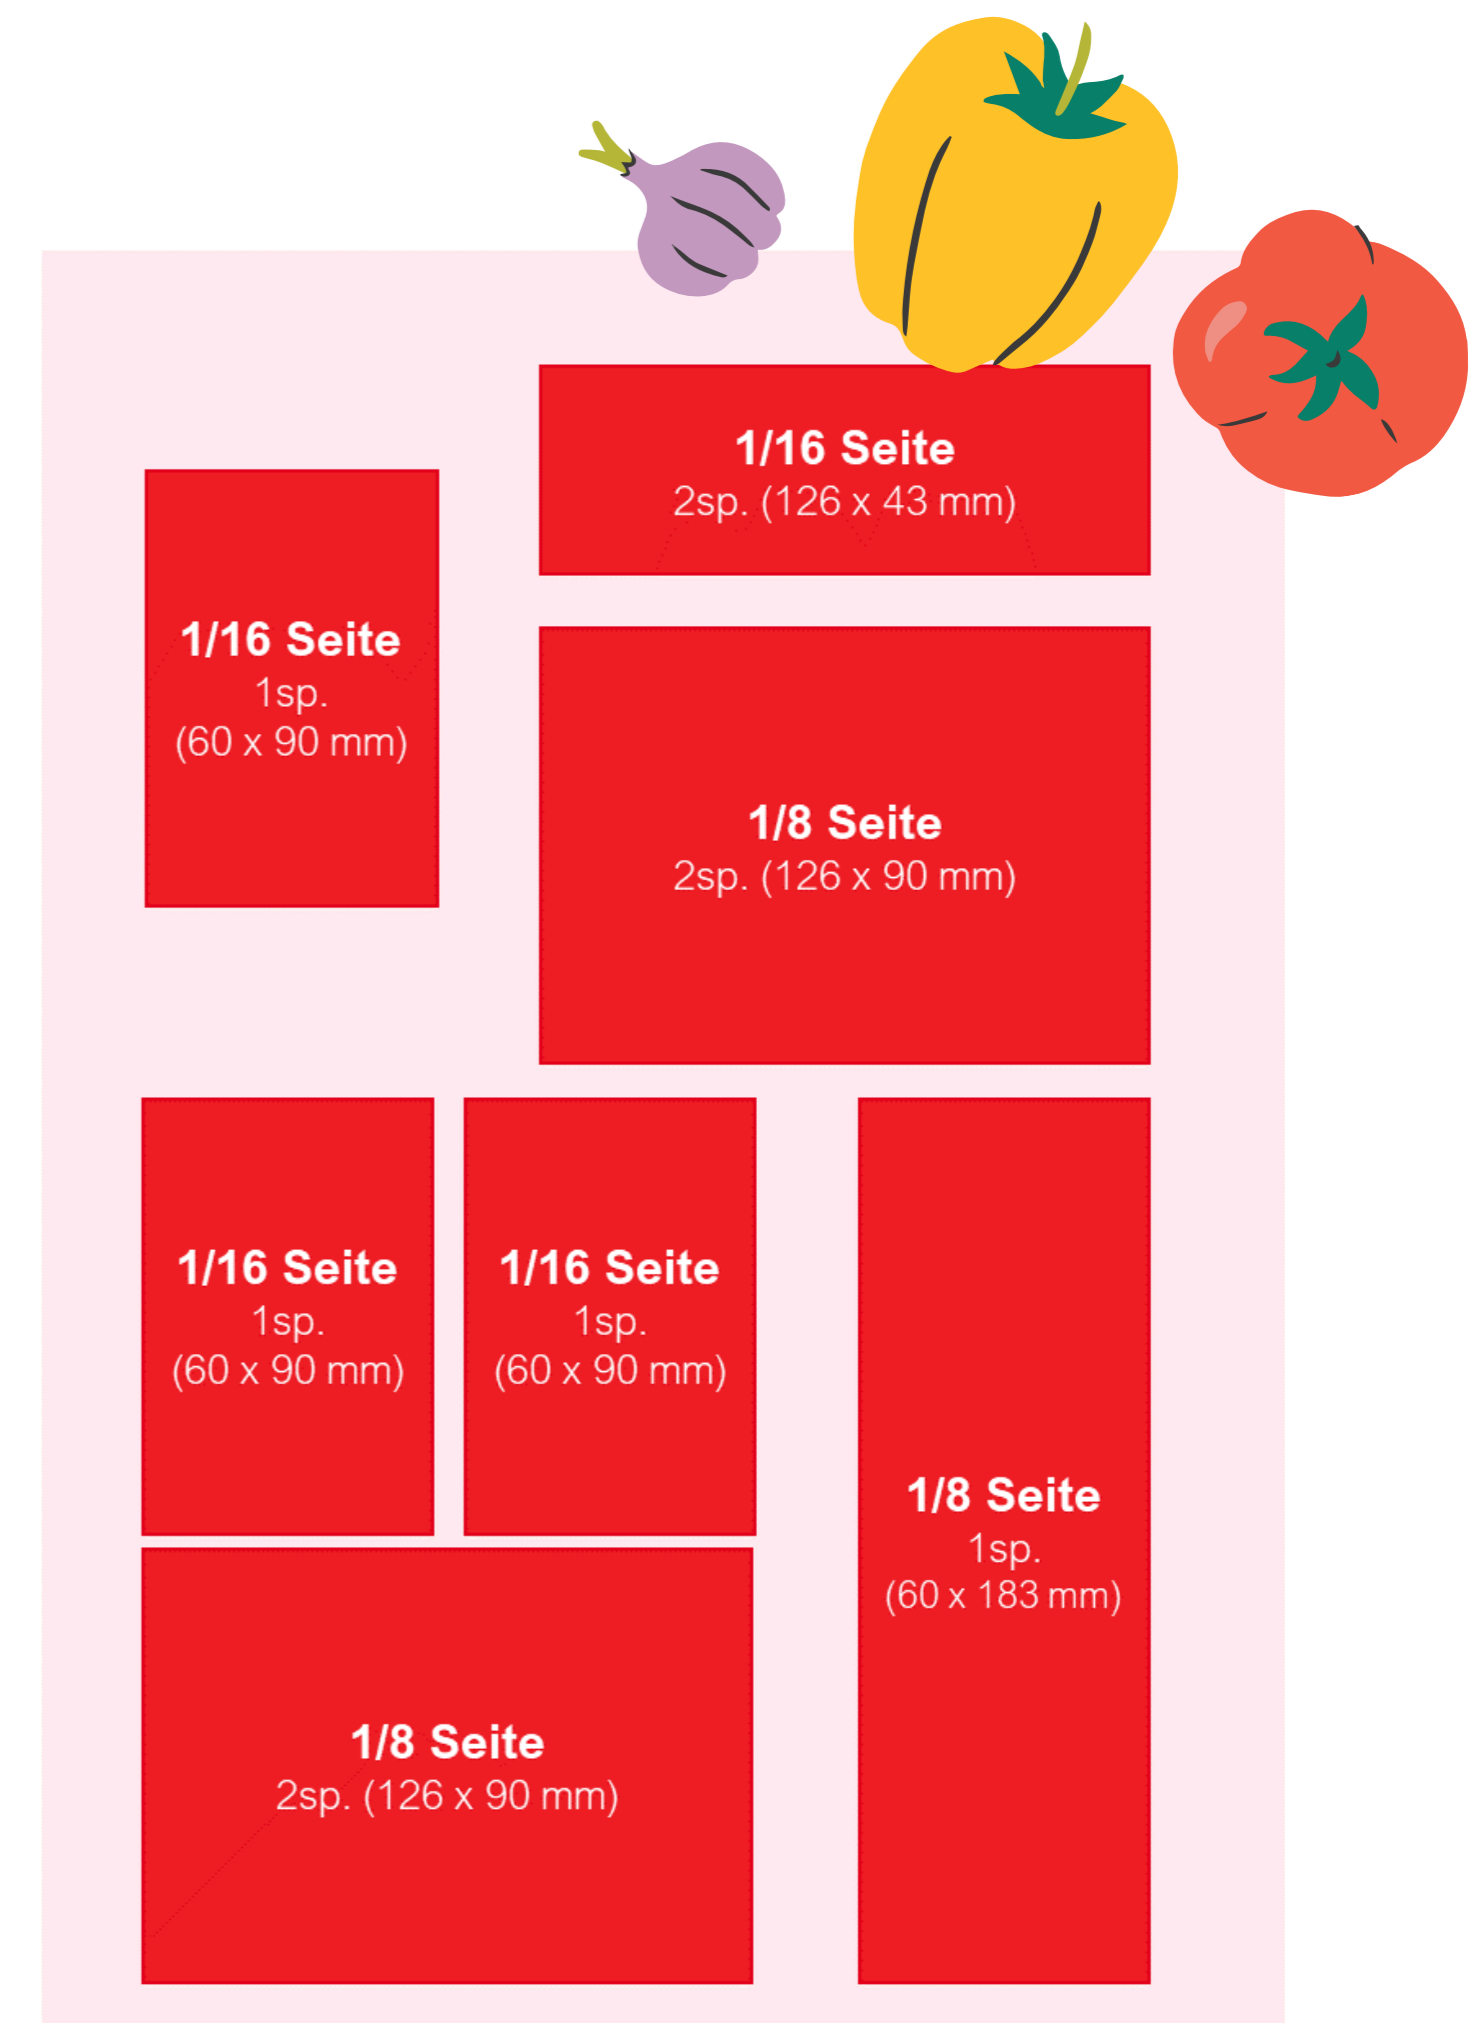 1/16 Seite
2sp. (126 x 43 mm)
1/16 Seite
1sp.
(60 x 90 mm)
1/8 Seite
2sp. (126 x 90 mm)
1/16 Seite
1sp.
(60 x 90 mm)
1/16 Seite
1sp.
(60 x 90 mm)
1/8 Seite
1sp.
(60 x 183 mm)
1/8 Seite
2sp. (126 x 90 mm)